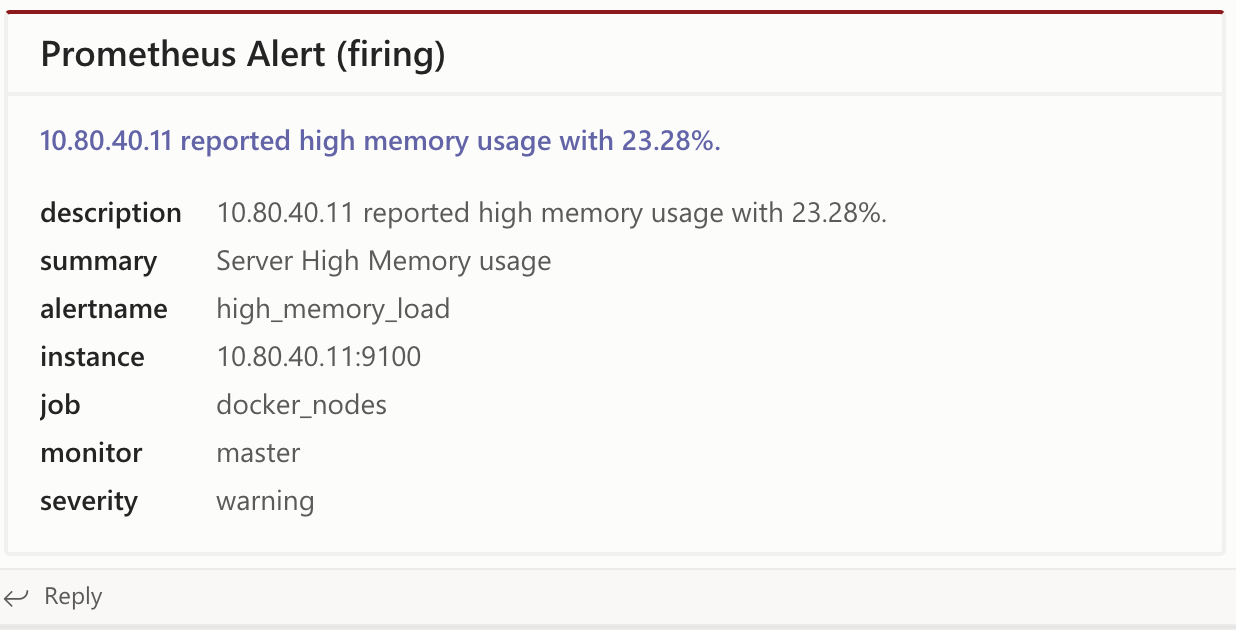 Prometheus Alert (firing)
10.80.40.11 reported high memory usage with 23.28%.
description 10.80.40.11 reported high memory usage with 23.28%.
summary Server High Memory usage
alertname high_memory_load
instance 10.80.40.11:9100
job docker_nodes
monitor master
severity warning
Reply